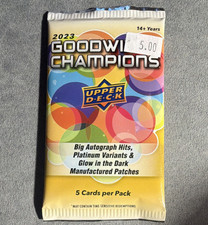 2023
14+ Years
GOODWIN
5.00
CHAMPIONS
UPPER
D·E·C·K
Big Autograph Hits,
Platinum Variants &
Glow in the Dark
Manufactured Patches
5 Cards per Pack